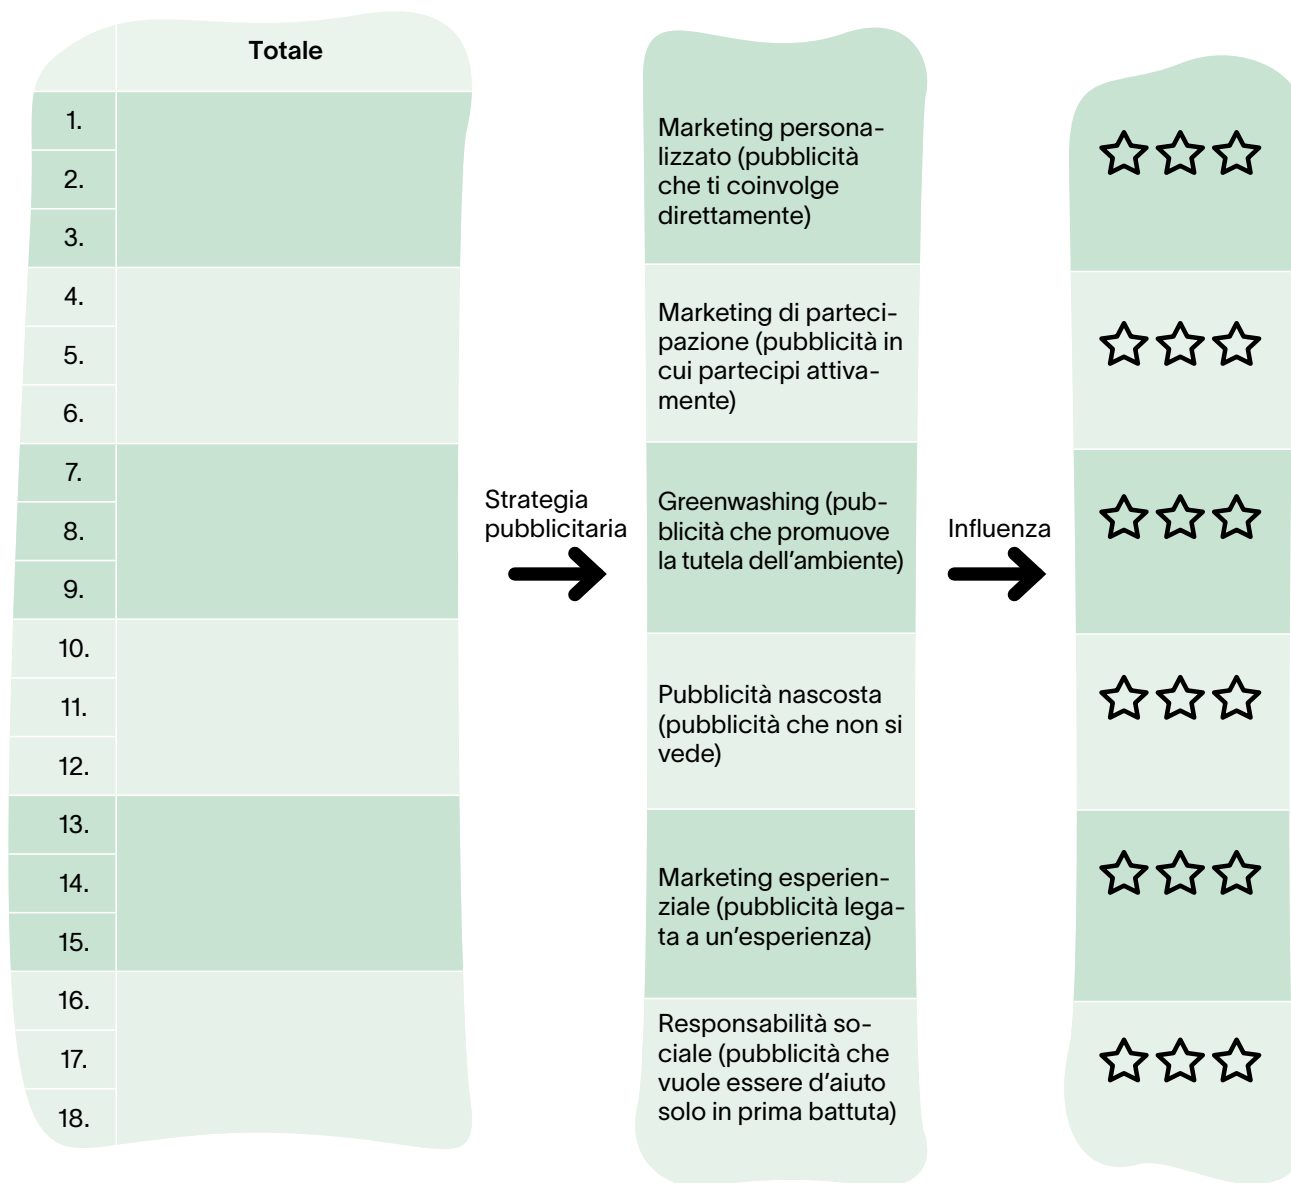 Totale
1.
2.
3.
4.
5.
6.
7.
8.
9.
10.
11.
12.
13.
14.
15.
16.
17.
18.
Strategia
pubblicitaria
Marketing persona-
lizzato (pubblicità
che ti coinvolge
direttamente)
Marketing di parteci-
pazione (pubblicità in
cui partecipi attiva-
mente)
Greenwashing (pub-
blicità che promuove
la tutela dell'ambiente)
Pubblicità nascosta
(pubblicità che non si
vede)
Marketing esperien-
ziale (pubblicità lega-
ta a un'esperienza)
Responsabilità so-
ciale (pubblicità che
vuole essere d'aiuto
solo in prima battuta)
Influenza